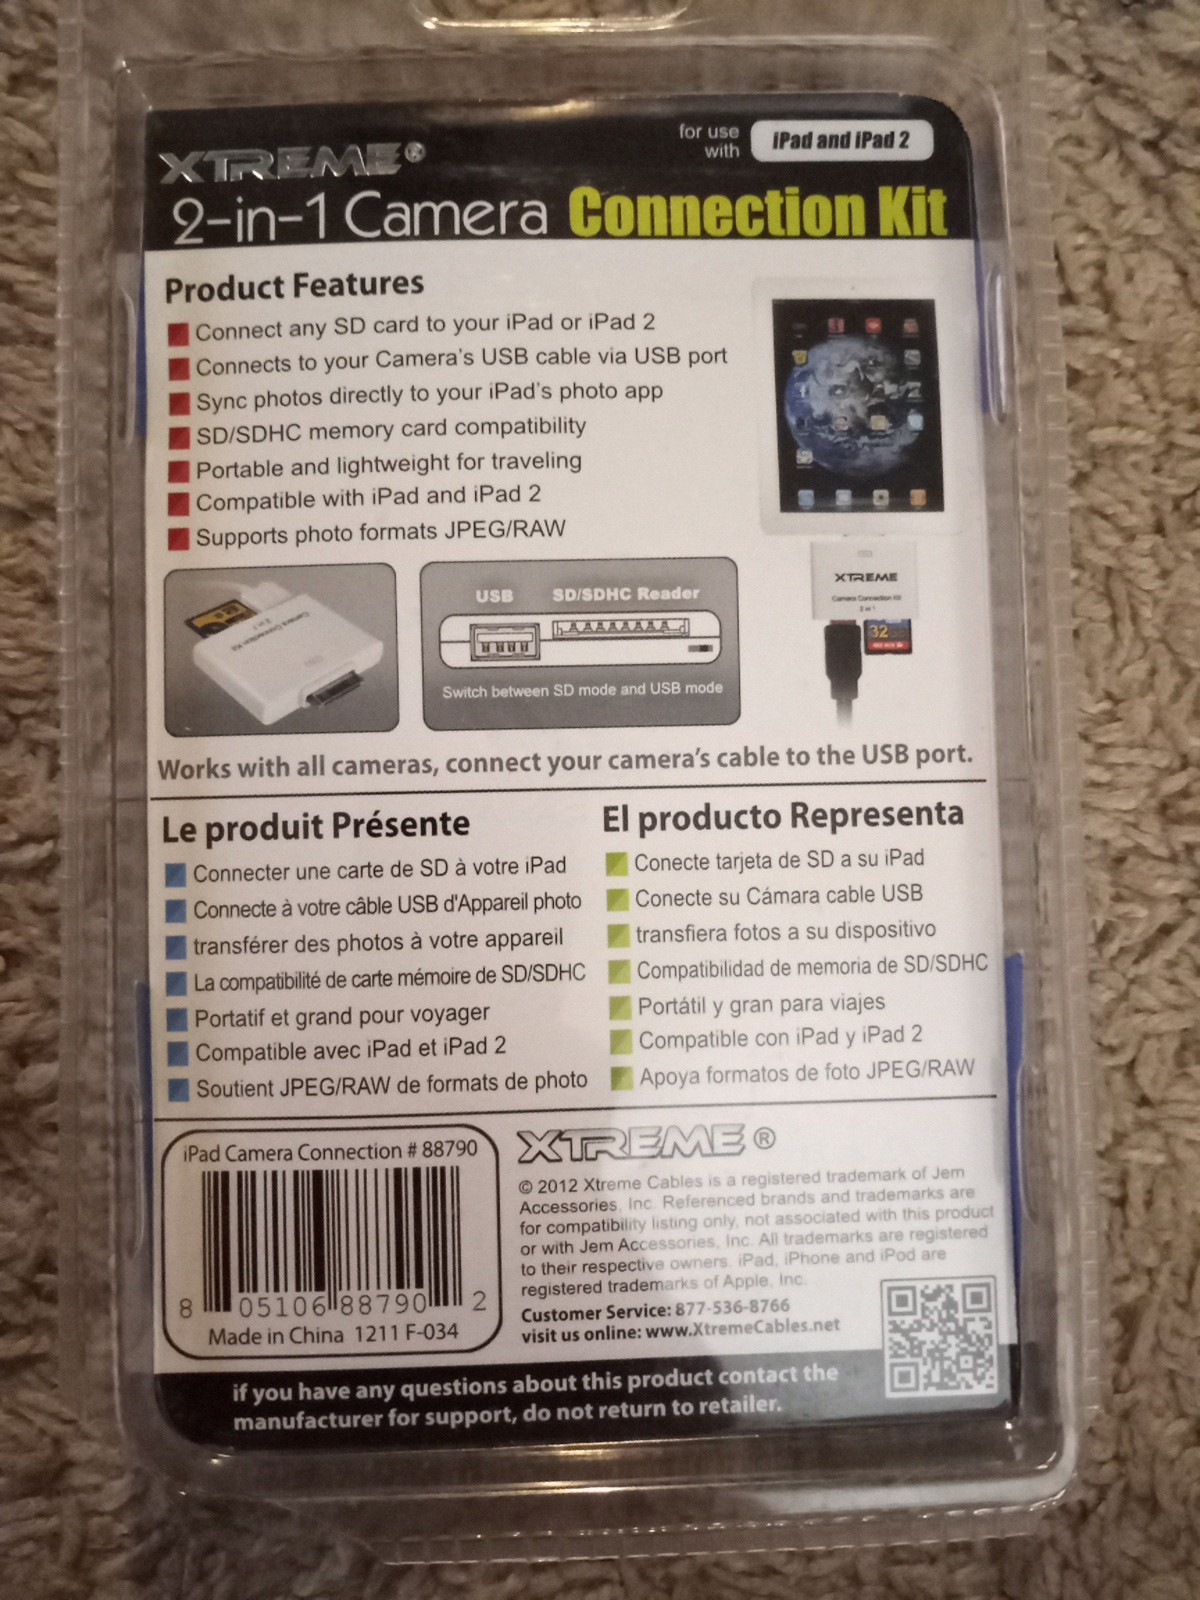 XTREME®
for use
with
iPad and iPad 2
2-in-1 Camera Connection Kit
Product Features
Connect any SD card to your iPad or iPad 2
Connects to your Camera's USB cable via USB port
Sync photos directly to your iPad's photo app
SD/SDHC memory card compatibility
Portable and lightweight for traveling
Compatible with iPad and iPad 2
Supports photo formats JPEG/RAW
XTREME
Camera Connection Kit
2 in 1
32
Camera Connection Kit
2 in 1
USB
SD/SDHC Reader
Switch between SD mode and USB mode
Works with all cameras, connect your camera's cable to the USB port.
Le produit Présente
Connecter une carte de SD à votre iPad
Connecte à votre câble USB d'Appareil photo
transférer des photos à votre appareil
La compatibilité de carte mémoire de SD/SDHC
Portatif et grand pour voyager
Compatible avec iPad et iPad 2
Soutient JPEG/RAW de formats de photo
El producto Representa
Conecte tarjeta de SD a su iPad
Conecte su Cámara cable USB
transfiera fotos a su dispositivo
Compatibilidad de memoria de SD/SDHC
Portátil y gran para viajes
Compatible con iPad y iPad 2
Apoya formatos de foto JPEG/RAW
iPad Camera Connection # 88790
8 05106 88790 2
Made in China 1211 F-034
XTREME®
© 2012 Xtreme Cables is a registered trademark of Jem
Accessories, Inc. Referenced brands and trademarks are
for compatibility listing only, not associated with this product
or with Jem Accessories, Inc. All trademarks are registered
to their respective owners. iPad, iPhone and iPod are
registered trademarks of Apple, Inc.
Customer Service: 877-536-8766
visit us online: www.XtremeCables.net
if you have any questions about this product contact the
manufacturer for support, do not return to retailer.